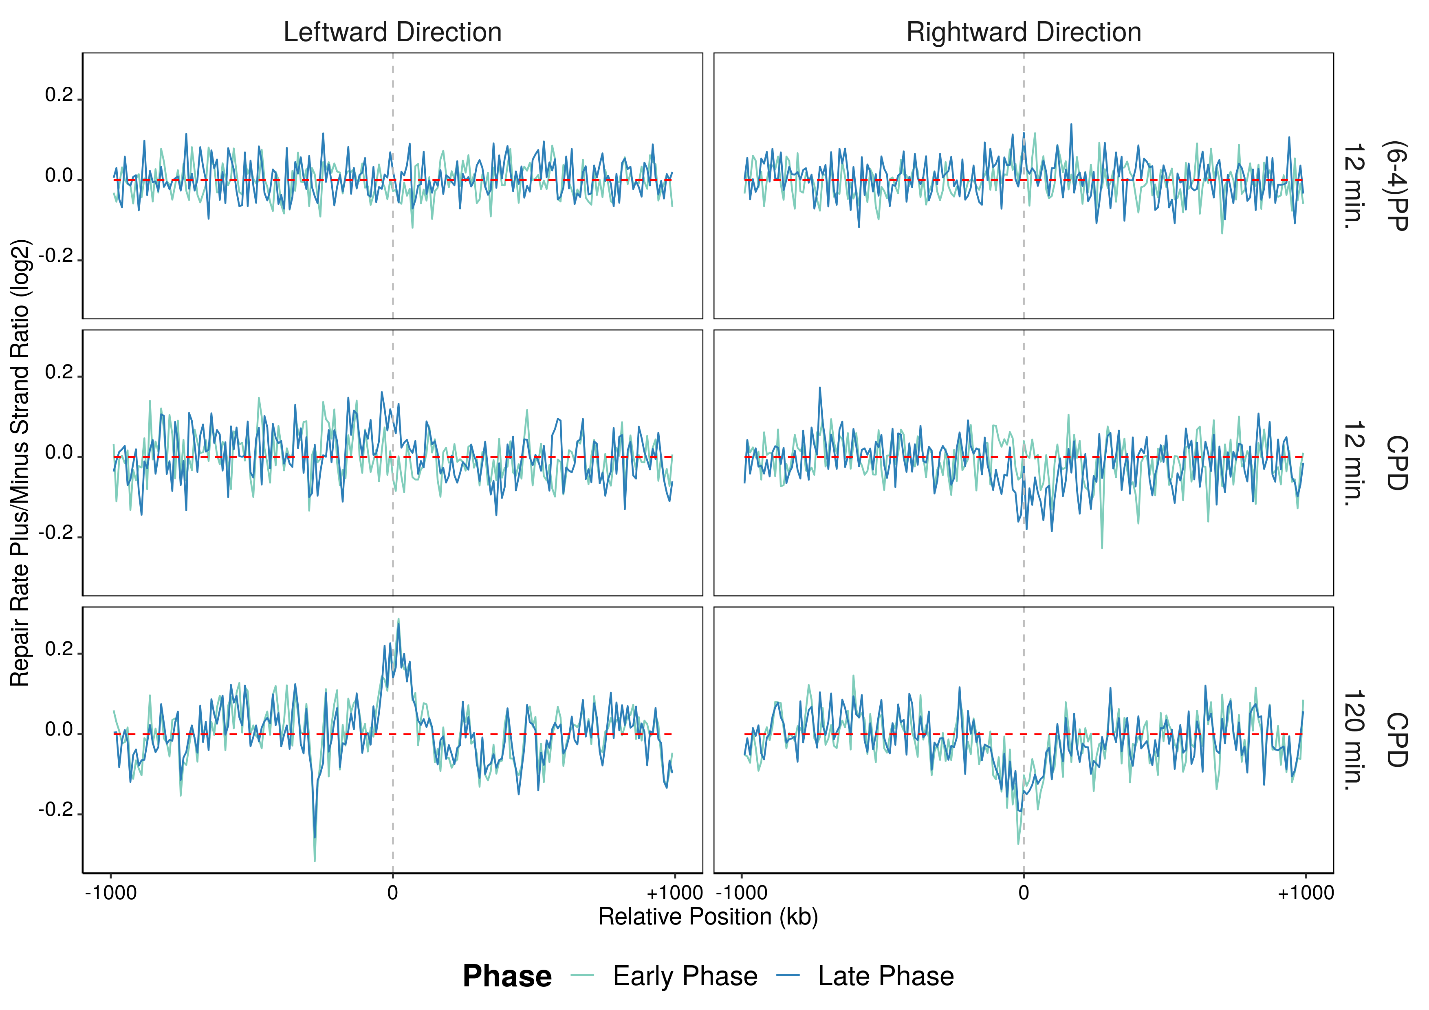 Leftward Direction
Rightward Direction
Repair Rate Plus/Minus Strand Ratio (log2)
0.2
0.0
-0.2
(6-4)PP
12 min.
0.2
0.0
-0.2
CPD
12 min.
0.2
0.0
-0.2
CPD
120 min.
-1000
0
+1000
-1000
0
+1000
Relative Position (kb)
Phase
Early Phase
Late Phase